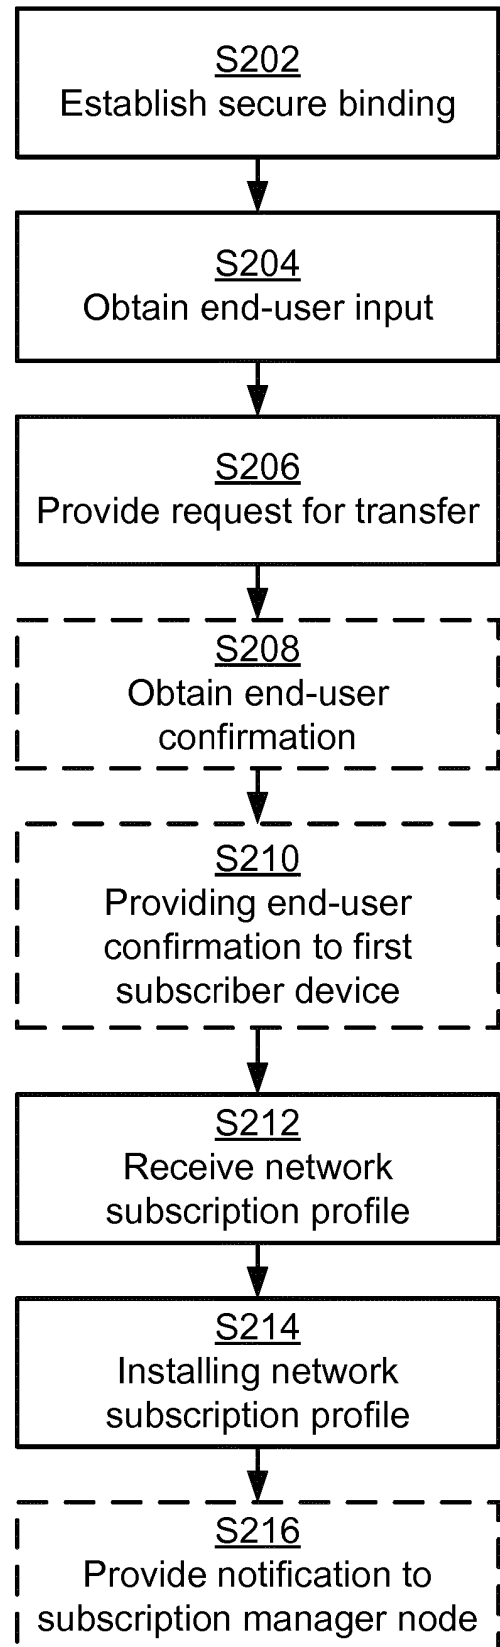 S202
Establish secure binding
S204
Obtain end-user input
S206
Provide request for transfer
S208
Obtain end-user
confirmation
S210
Providing end-user
confirmation to first
subscriber device
S212
Receive network
subscription profile
S214
Installing network
subscription profile
S216
Provide notification to
subscription manager node